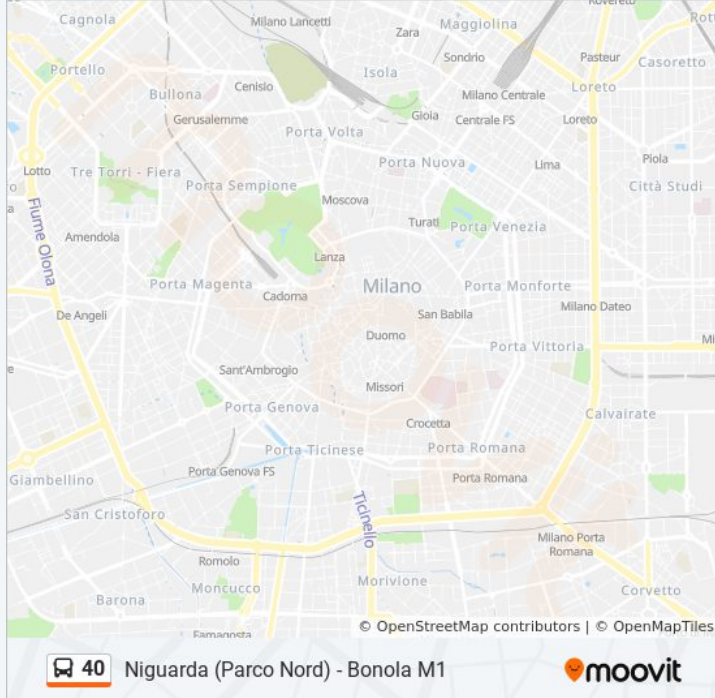 Rovereto
Cagnola
Milano Lancetti
Zara
Maggiolina
Sondrio
Pasteur
Casoretto
Portello
Isola
Bullona
Cenisio
Milano Centrale
Loreto
Gerusalemme
Gioia
Centrale FS
Loreto
Porta Volta
Lotto
Tre Torri - Fiera
Porta Nuova
Lima
Piola
Porta Sempione
Città Studi
Moscova
Fiume Olona
Turati
Porta Venezia
Amendola
Lanza
Porta Magenta
Cadorna
Milano
Porta Monforte
De Angeli
San Babila
Milano Dateo
Duomo
Porta Vittoria
Sant'Ambrogio
Missori
Porta Genova
Crocetta
Calvairate
Porta Ticinese
Porta Romana
Giambellino
Porta Genova FS
Porta Romana
San Cristoforo
Ticinello
Milano Porta
Romana
Romolo
Morivione
Moncucco
Corvetto
Barona
Famagosta
© OpenStreetMap contributors | © OpenMapTiles
40 Niguarda (Parco Nord) - Bonola M1
moovit